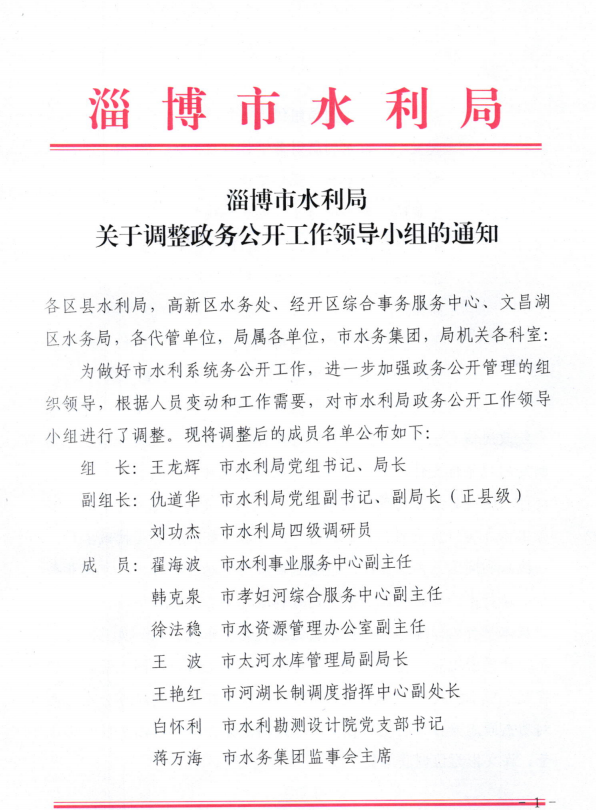 淄博市水利局
淄博市水利局
关于调整政务公开工作领导小组的通知
各区县水利局，高新区水务处、经开区综合事务服务中心、文昌湖
区水务局，各代管单位，局属各单位，市水务集团，局机关各科室：
为做好市水利系统务公开工作，进一步加强政务公开管理的组
织领导，根据人员变动和工作需要，对市水利局政务公开工作领导
小组进行了调整。现将调整后的成员名单公布如下：
组 长：王龙辉 市水利局党组书记、局长
副组长：仇道华 市水利局党组副书记、副局长（正县级）
刘功杰 市水利局四级调研员
成 员：翟海波 市水利事业服务中心副主任
韩克泉 市孝妇河综合服务中心副主任
徐法稳 市水资源管理办公室副主任
王 波 市太河水库管理局副局长
王艳红 市河湖长制调度指挥中心副处长
白怀利 市水利勘测设计院党支部书记
蒋万海 市水务集团监事会主席
- 1 -